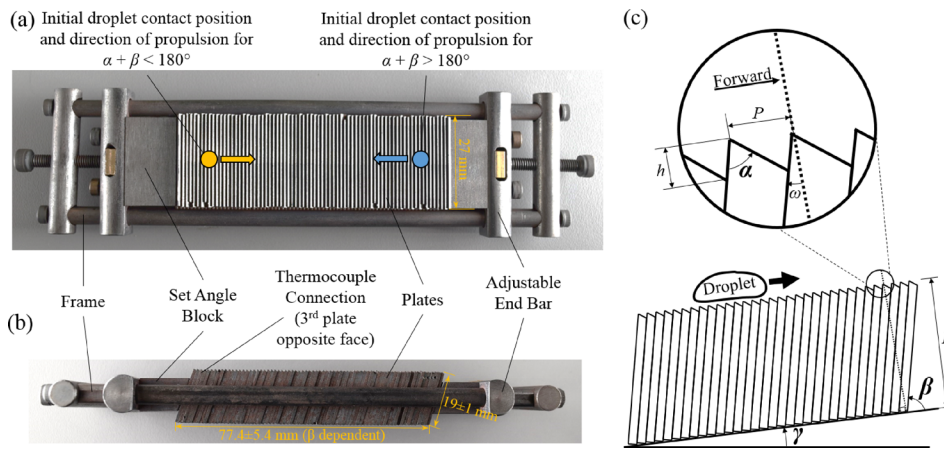 (a)
Initial droplet contact position
and direction of propulsion for
α + β < 180°
Initial droplet contact position
and direction of propulsion for
α + β > 180°
27 mm
Frame
Set Angle
Block
Thermocouple
Connection
(3rd plate
opposite face)
Plates
Adjustable
End Bar
(b)
77.4±5.4 mm (β dependent)
19±1 mm
(c)
Forward
P
h
α
ω
Droplet
β
γ